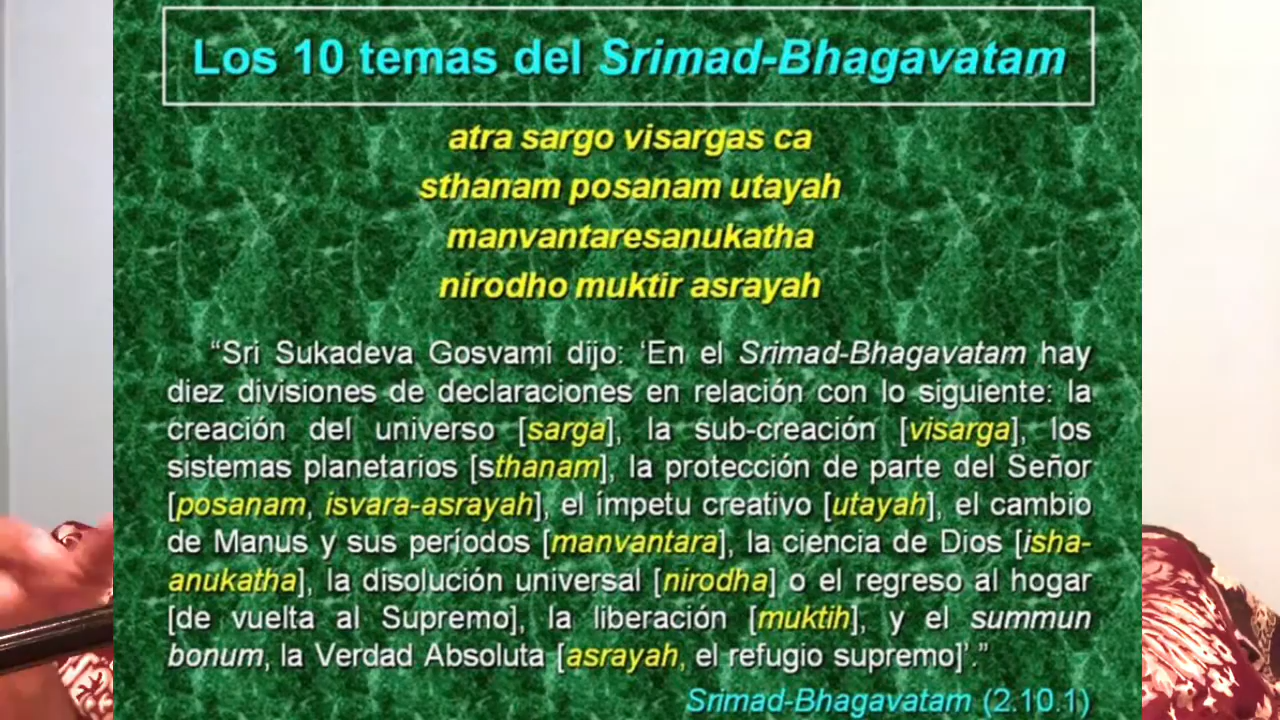 Los 10 temas del Srimad-Bhagavatam
atra sargo visargas ca
sthanam posanam utayah
manvantaresanukatha
nirodho muktir asrayah
“Sri Sukadeva Gosvami dijo: ‘En el Srimad-Bhagavatam hay
diez divisiones de declaraciones en relación con lo siguiente: la
creación del universo [sarga], la sub-creación [visarga], los
sistemas planetarios [sthanam], la protección de parte del Señor
[posanam, isvara-asrayah], el ímpetu creativo [utayah], el cambio
de Manus y sus períodos [manvantara], la ciencia de Dios [isha-
anukatha], la disolución universal [nirodha] o el regreso al hogar
[de vuelta al Supremo], la liberación [muktih], y el summun
bonum, la Verdad Absoluta [asrayah, el refugio supremo]’.”
Srimad-Bhagavatam (2.10.1)